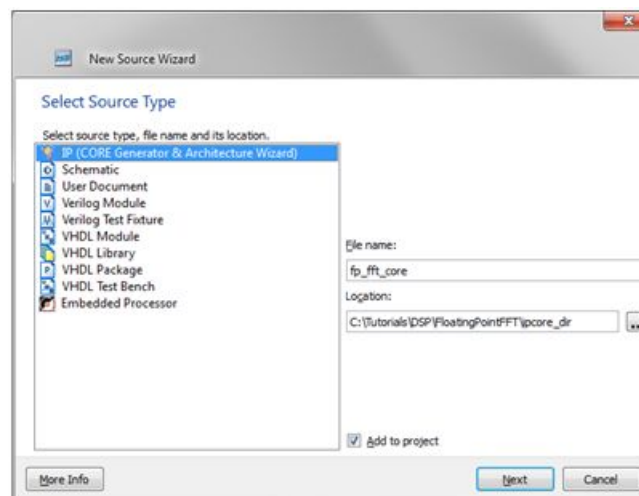 New Source Wizard
Select Source Type
Select source type, file name and its location.
IP (CORE Generator & Architecture Wizard)
Schematic
User Document
Verilog Module
Verilog Test Fixture
VHDL Module
VHDL Library
VHDL Package
VHDL Test Bench
Embedded Processor
File name:
fp_fft_core
Location:
C:\Tutorials\DSP\FloatingPointFFT\ipcore_dir
...
Add to project
More Info
Next
Cancel